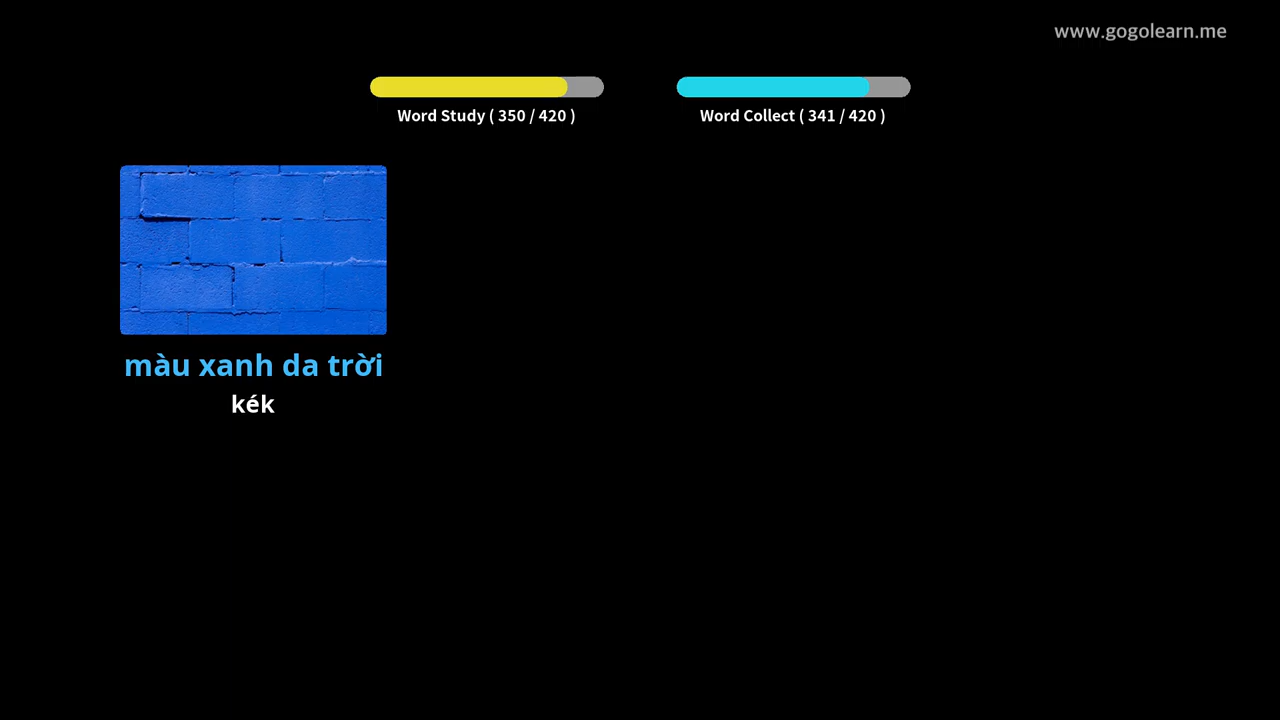 www.gogolearn.me
Word Study ( 350 / 420 )
Word Collect ( 341 / 420 )
màu xanh da trời
kék